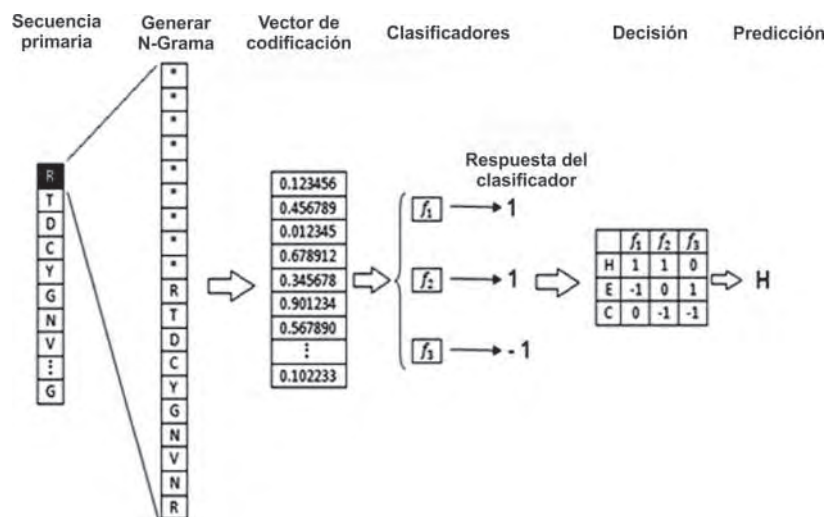 Secuencia primaria
Generar N-Grama
Vector de codificación
Clasificadores
Decisión
Predicción
R
T
D
C
Y
G
N
V
⋮
G
*
*
*
*
*
*
*
*
*
R
T
D
C
Y
G
N
V
N
R
0.123456
0.456789
0.012345
0.678912
0.345678
0.901234
0.567890
⋮
0.102233
Respuesta del clasificador
f₁ 1
f₂ 1
f₃ - 1
f₁ f₂ f₃
H 1 1 0
E -1 0 1
C 0 -1 -1
H